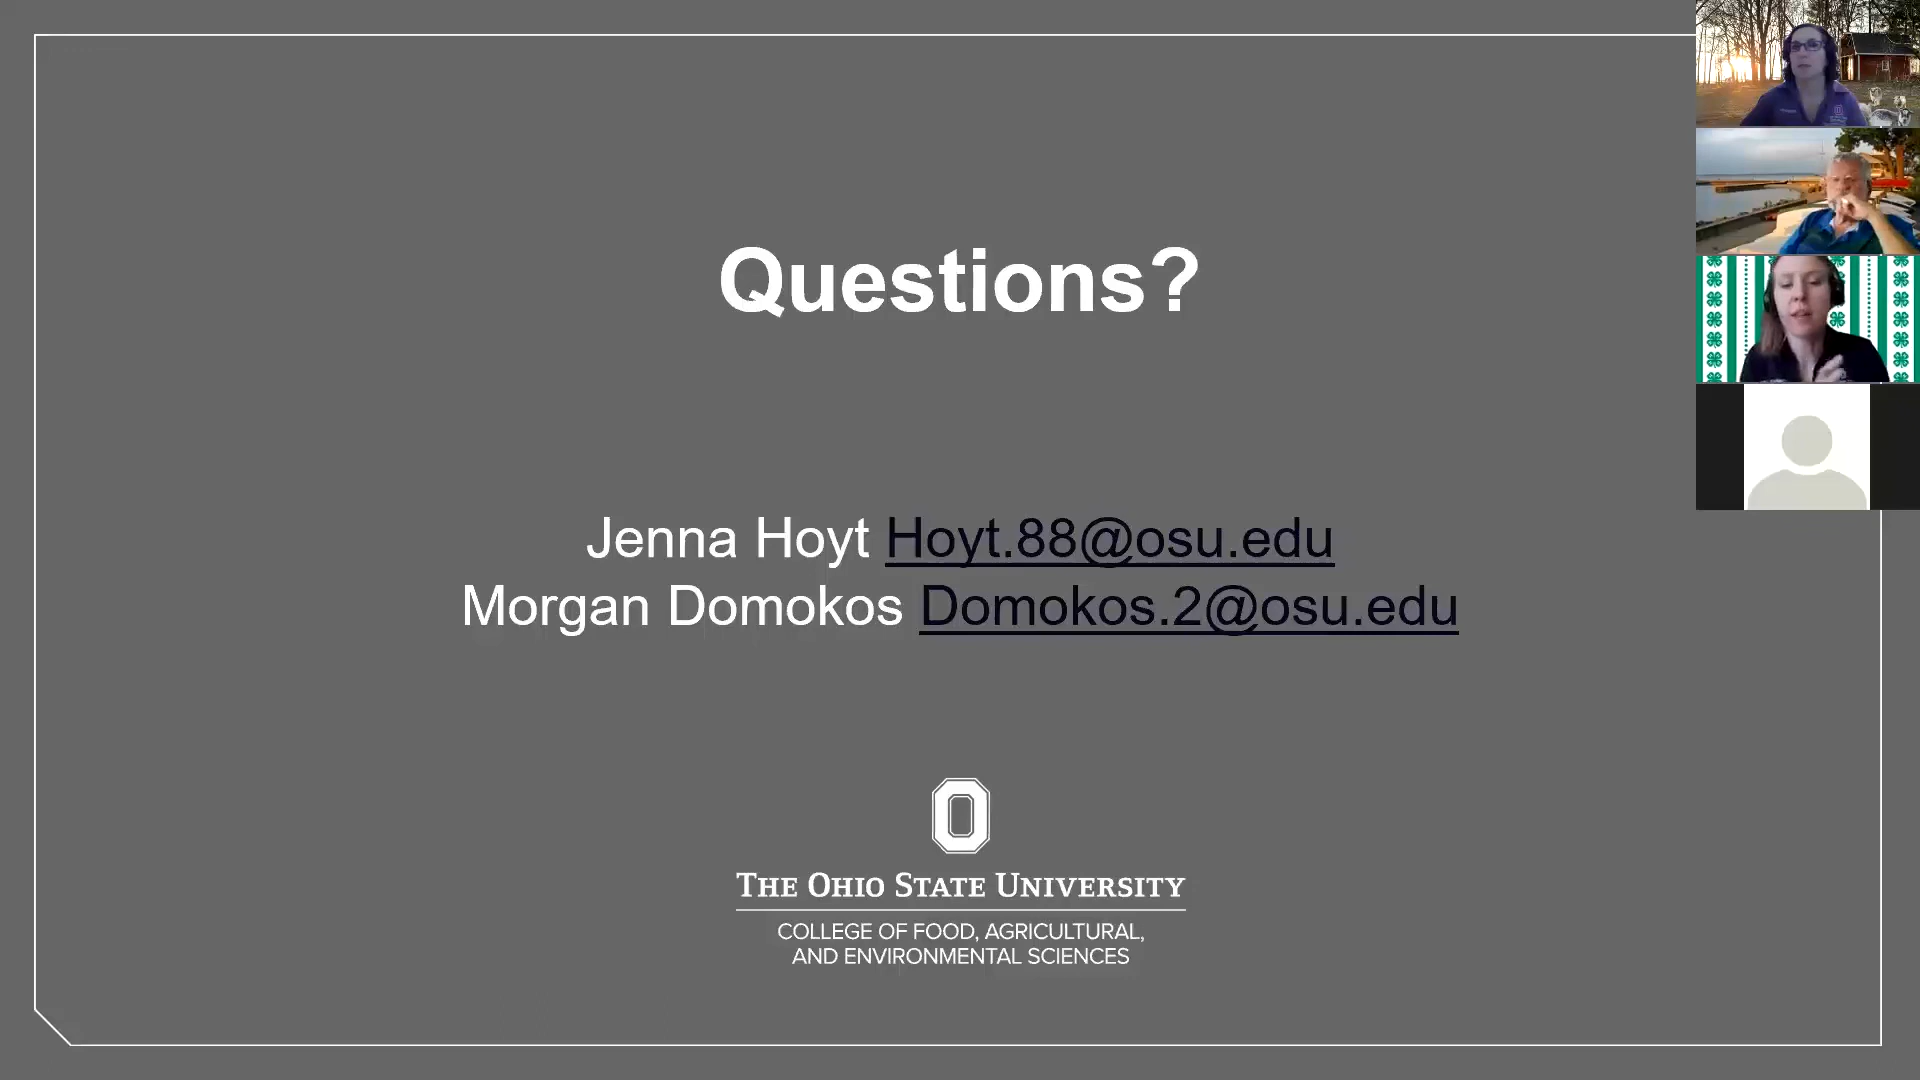 Questions?
Jenna Hoyt Hoyt.88@osu.edu
Morgan Domokos Domokos.2@osu.edu
THE OHIO STATE UNIVERSITY
COLLEGE OF FOOD, AGRICULTURAL,
AND ENVIRONMENTAL SCIENCES